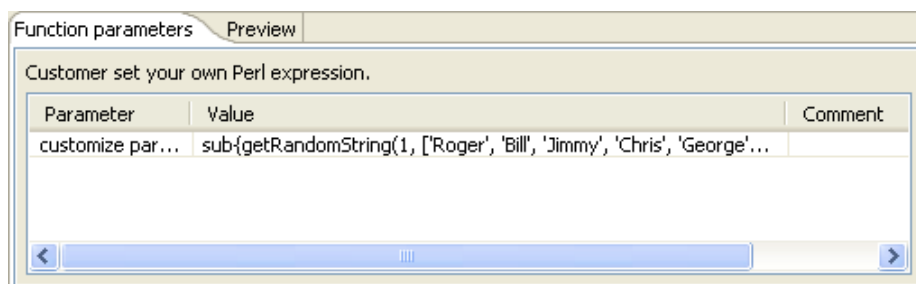 Function parameters Preview
Customer set your own Perl expression.
Parameter Value Comment
customize par... sub{getRandomString(1, ['Roger', 'Bill', 'Jimmy', 'Chris', 'George'...